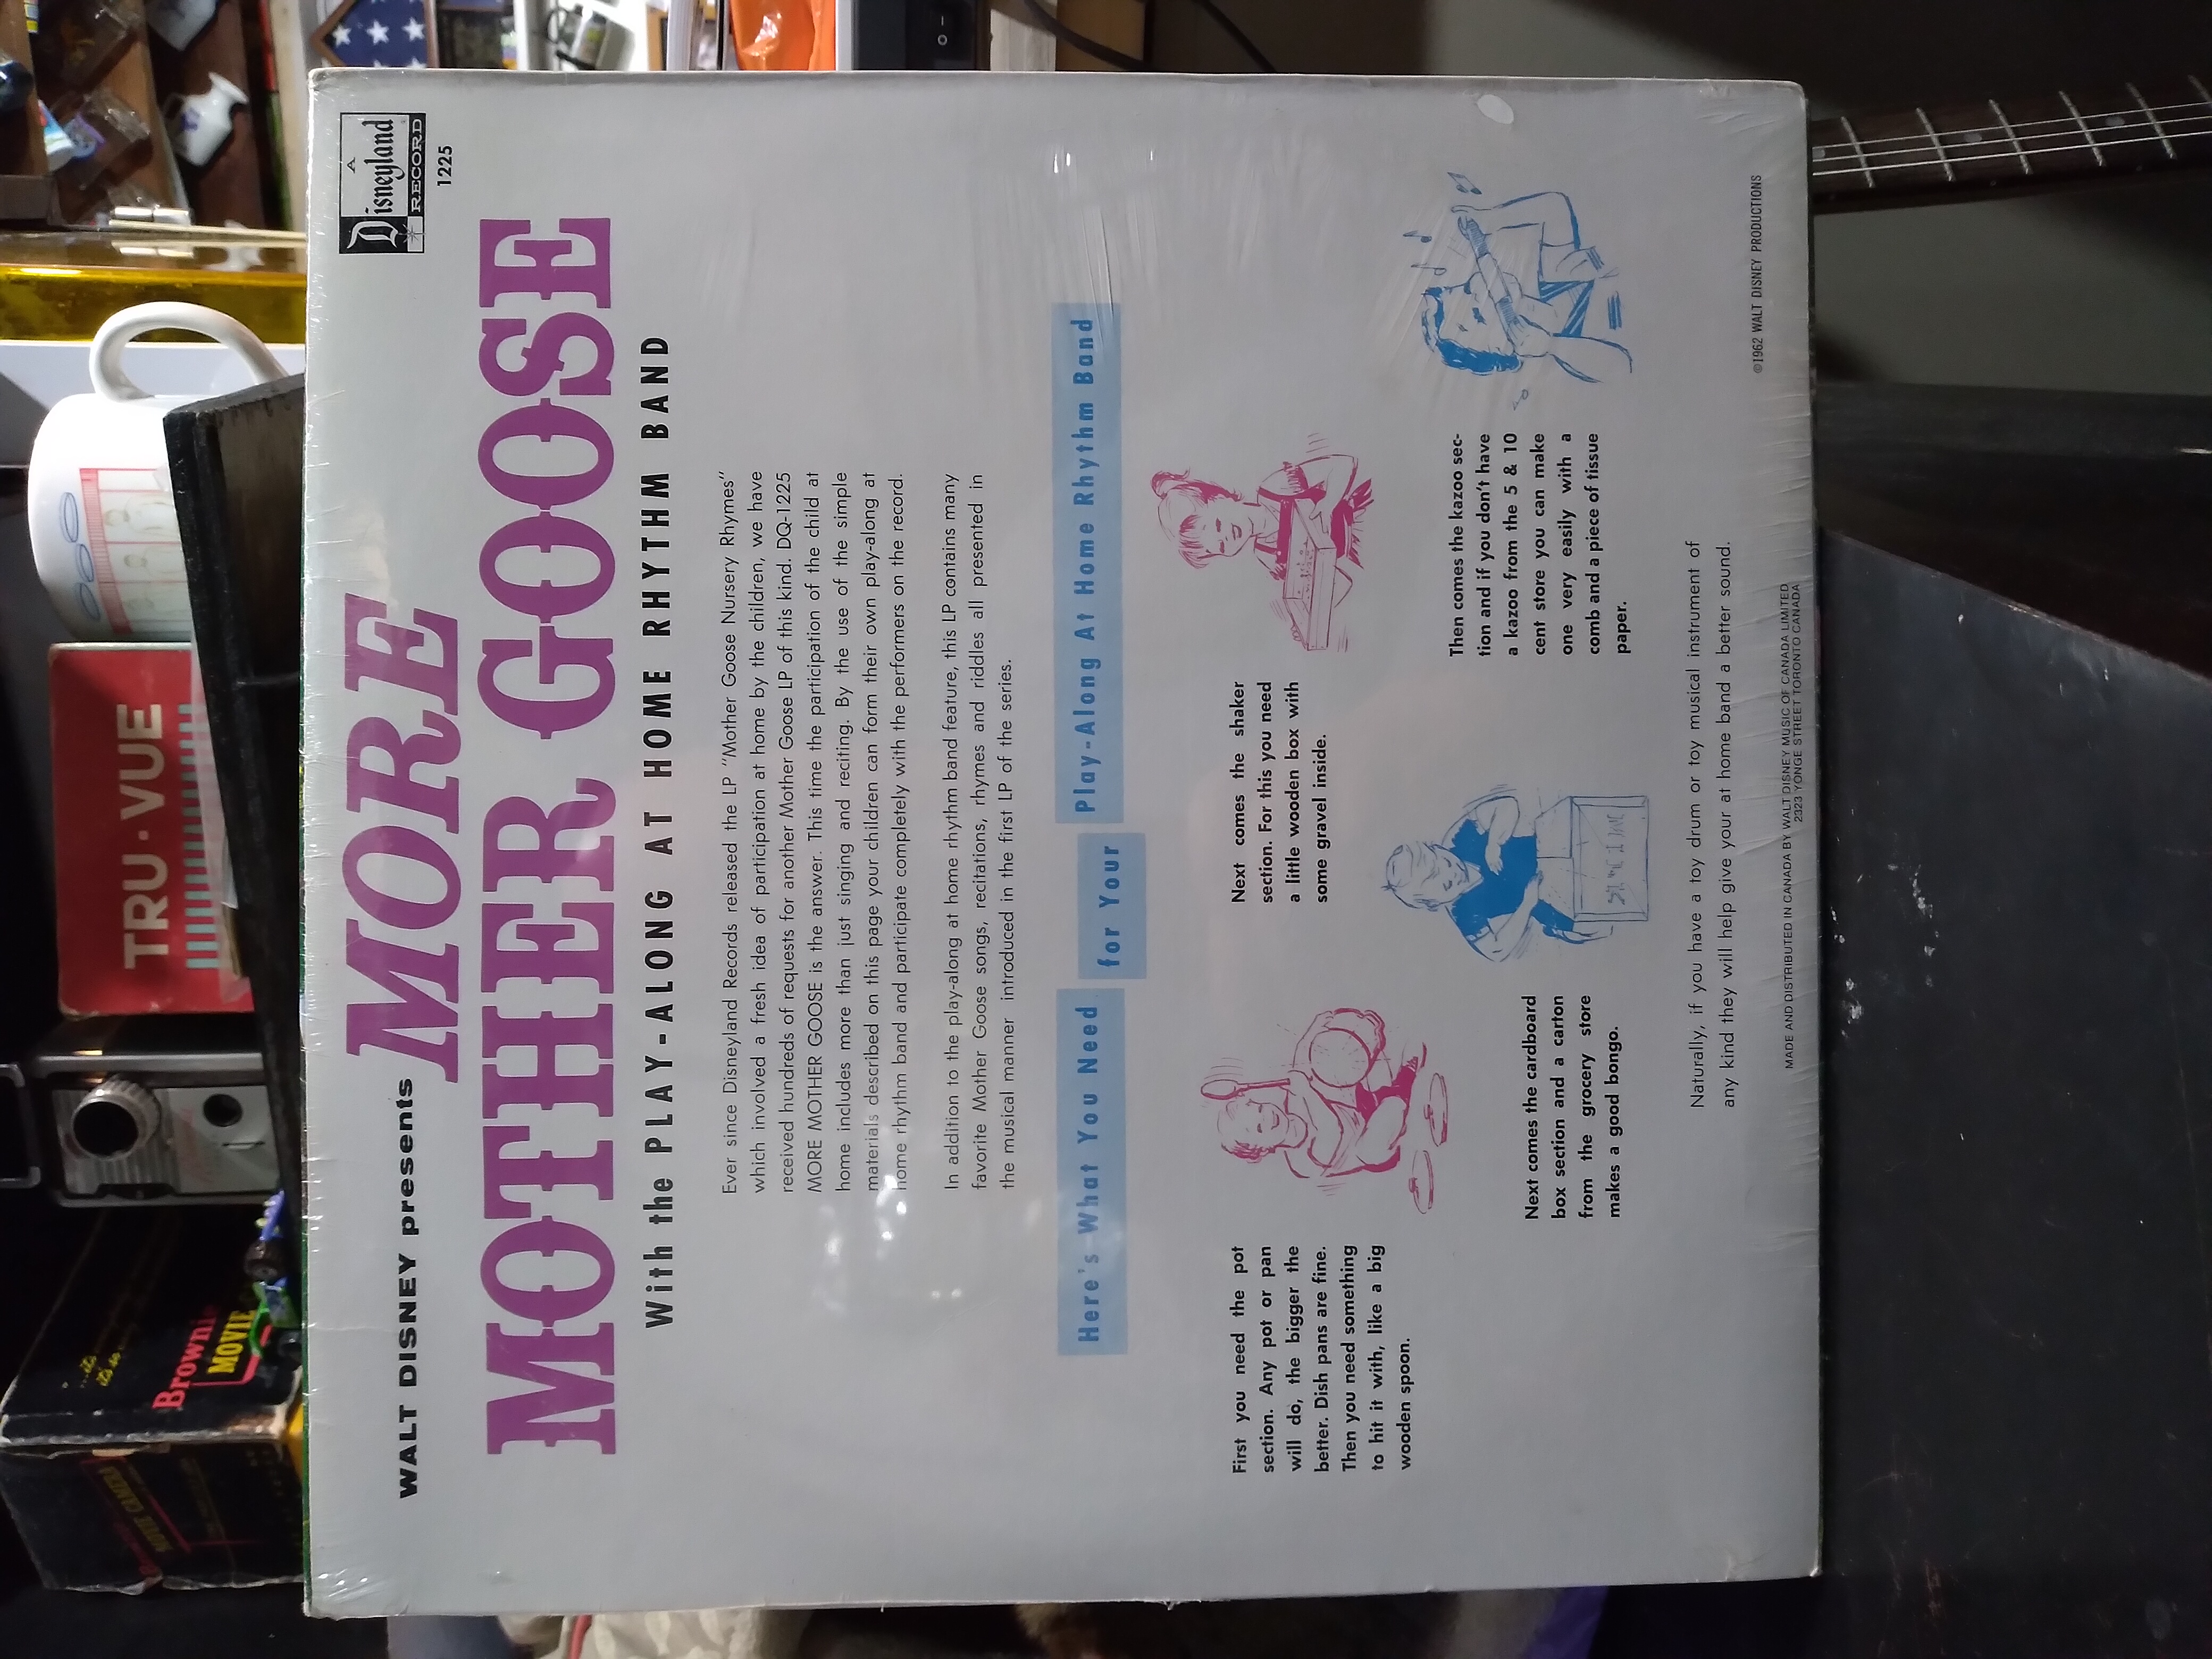 A
Disneyland
RECORD
1225
WALT DISNEY presents
MORE
MOTHER GOOSE
With the PLAY-ALONG AT HOME RHYTHM BAND
Ever since Disneyland Records released the LP “Mother Goose Nursery Rhymes”
which involved a fresh idea of participation at home by the children, we have
received hundreds of requests for another Mother Goose LP of this kind. DQ-1225
MORE MOTHER GOOSE is the answer. This time the participation of the child at
home includes more than just singing and reciting. By the use of the simple
materials described on this page your children can form their own play-along at
home rhythm band and participate completely with the performers on the record.
In addition to the play-along at home rhythm band feature, this LP contains many
favorite Mother Goose songs, recitations, rhymes and riddles all presented in
the musical manner introduced in the first LP of the series.
Here's What You Need for Your Play-Along At Home Rhythm Band
First you need the pot
section. Any pot or pan
will do, the bigger the
better. Dish pans are fine.
Then you need something
to hit it with, like a big
wooden spoon.
Next comes the shaker
section. For this you need
a little wooden box with
some gravel inside.
Next comes the cardboard
box section and a carton
from the grocery store
makes a good bongo.
Then comes the kazoo sec-
tion and if you don't have
a kazoo from the 5 & 10
cent store you can make
one very easily with a
comb and a piece of tissue
paper.
Naturally, if you have a toy drum or toy musical instrument of
any kind they will help give your at home band a better sound.
©1962 WALT DISNEY PRODUCTIONS
MADE AND DISTRIBUTED IN CANADA BY WALT DISNEY MUSIC OF CANADA LIMITED
2323 YONGE STREET TORONTO CANADA
TRU·VUE
Brownie
MOVIE
MOVIE CAMERA